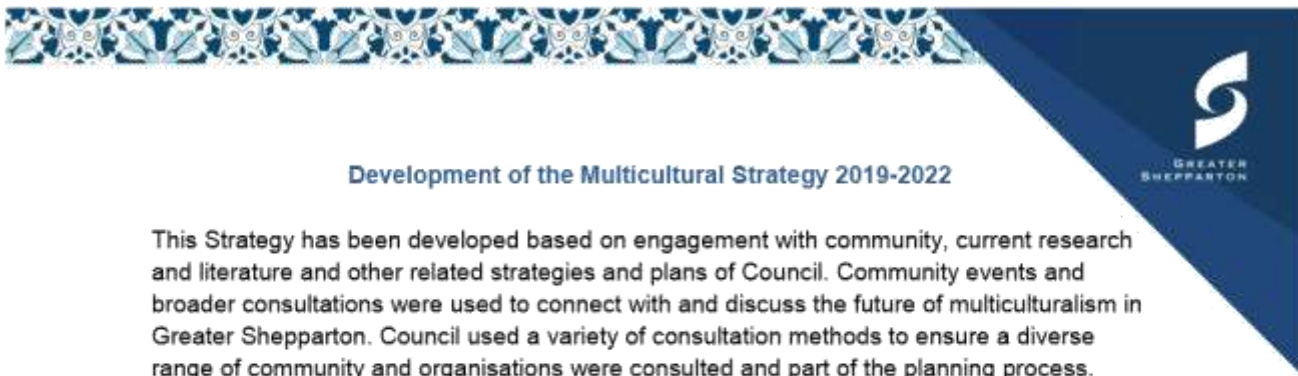 GREATER
SHEPPARTON
Development of the Multicultural Strategy 2019-2022
This Strategy has been developed based on engagement with community, current research
and literature and other related strategies and plans of Council. Community events and
broader consultations were used to connect with and discuss the future of multiculturalism in
Greater Shepparton. Council used a variety of consultation methods to ensure a diverse
range of community and organisations were consulted and part of the planning process.